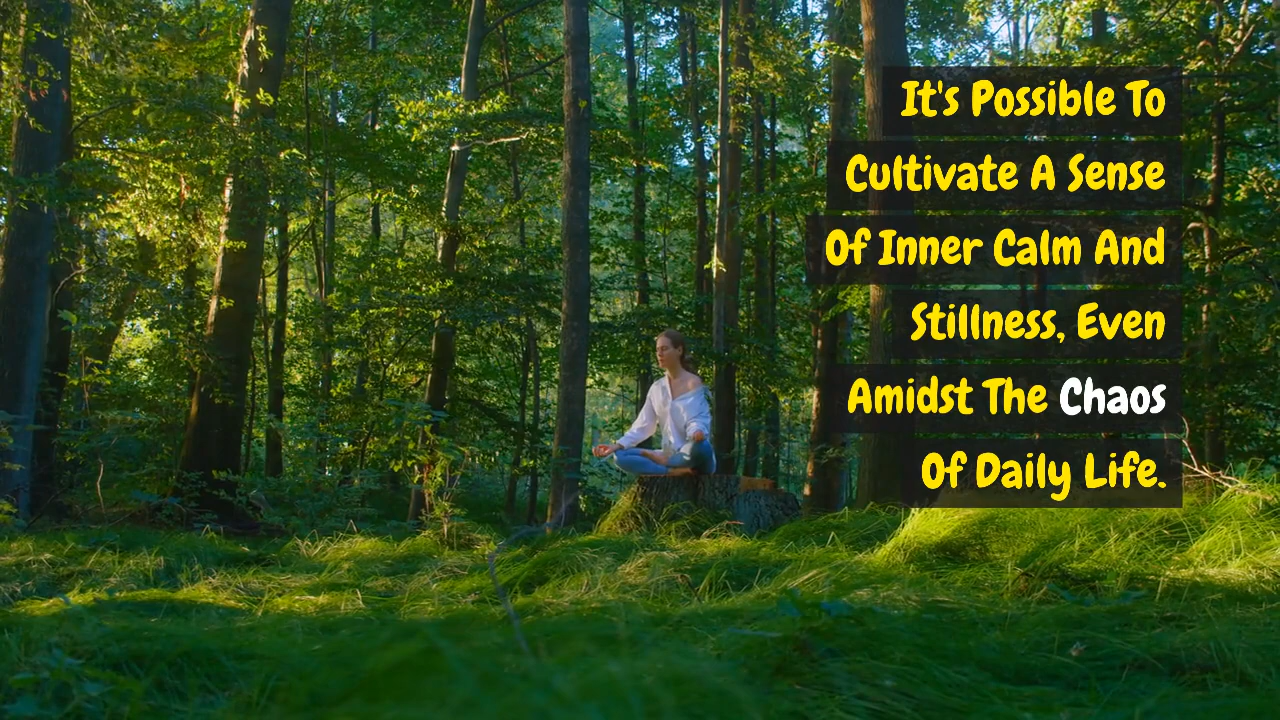 It's Possible To
Cultivate A Sense
Of Inner Calm And
Stillness, Even
Amidst The Chaos
Of Daily Life.